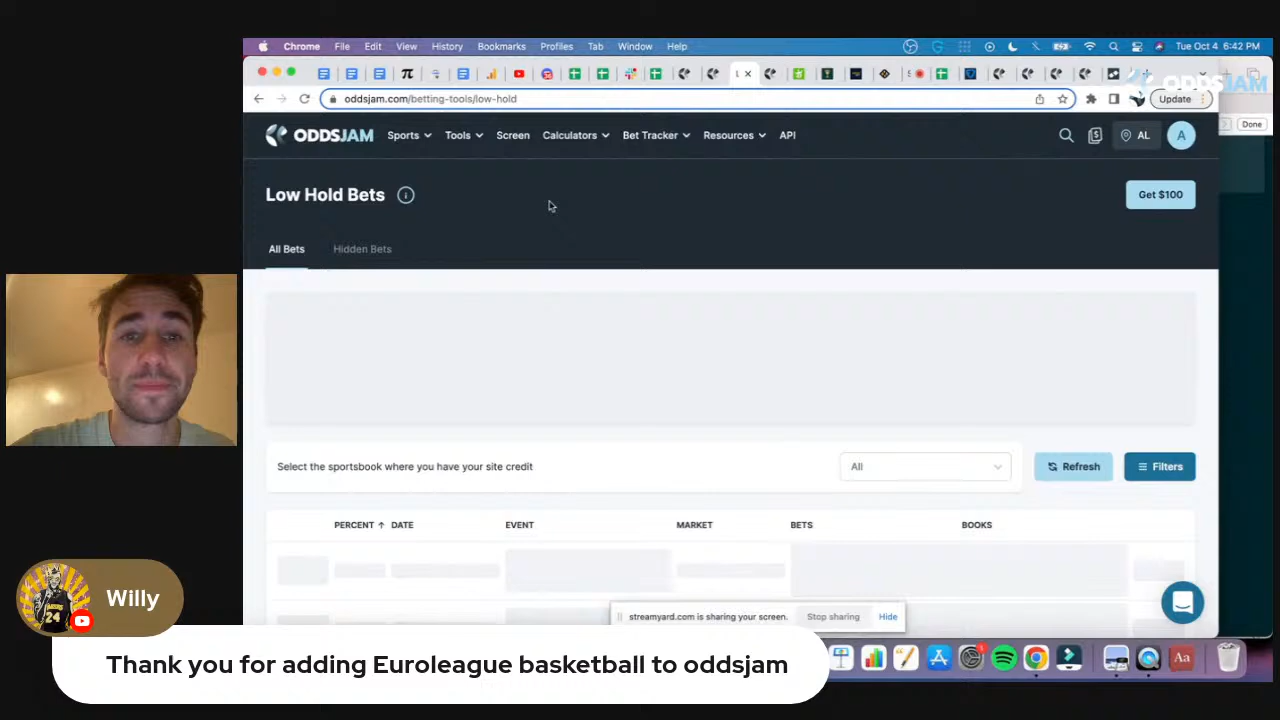 Chrome File Edit View History Bookmarks Profiles Tab Window Help Tue Oct 4 6:42 PM
oddsjam.com/betting-tools/low-hold Update
ODDSJAM
Done
ODDSJAM Sports Tools Screen Calculators Bet Tracker Resources API AL A
Low Hold Bets Get $100
All Bets Hidden Bets
Select the sportsbook where you have your site credit All Refresh Filters
PERCENT DATE EVENT MARKET BETS BOOKS
streamyard.com is sharing your screen. Stop sharing Hide
Willy
Thank you for adding Euroleague basketball to oddsjam
24
Aa